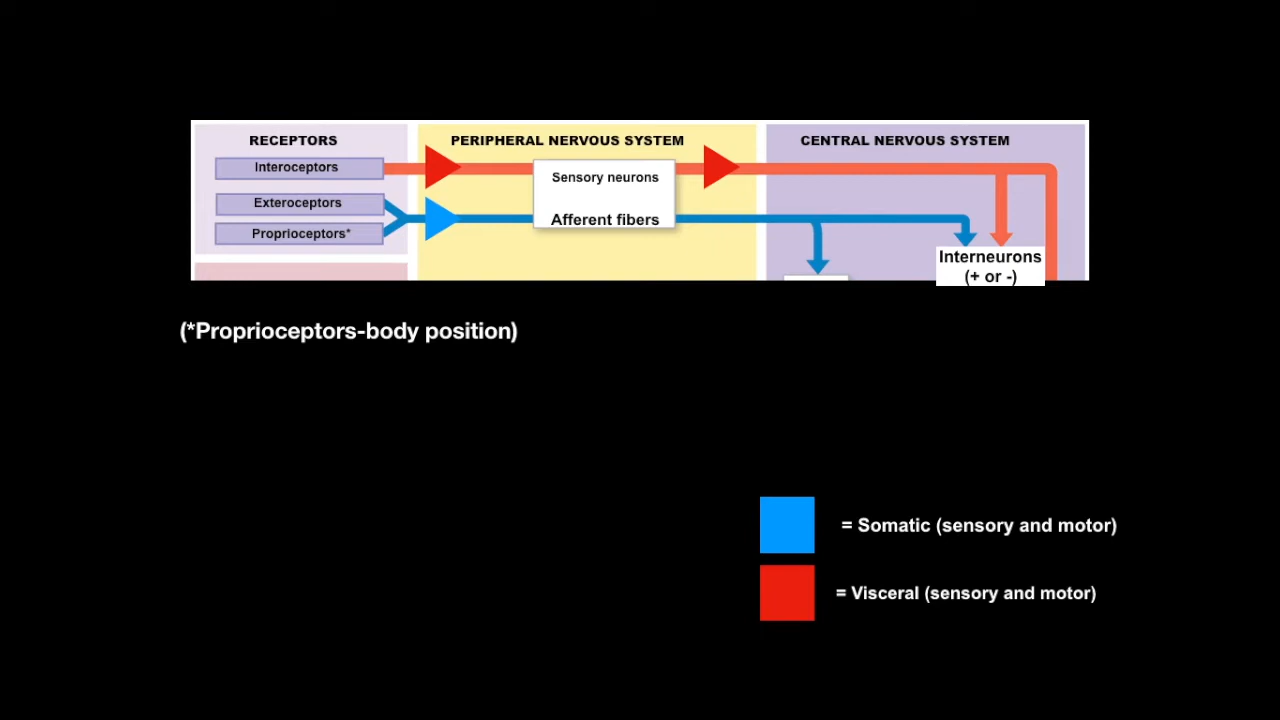 RECEPTORS
PERIPHERAL NERVOUS SYSTEM
CENTRAL NERVOUS SYSTEM
Interoceptors
Sensory neurons
Exteroceptors
Afferent fibers
Proprioceptors*
Interneurons
(+ or -)
(*Proprioceptors-body position)
= Somatic (sensory and motor)
= Visceral (sensory and motor)